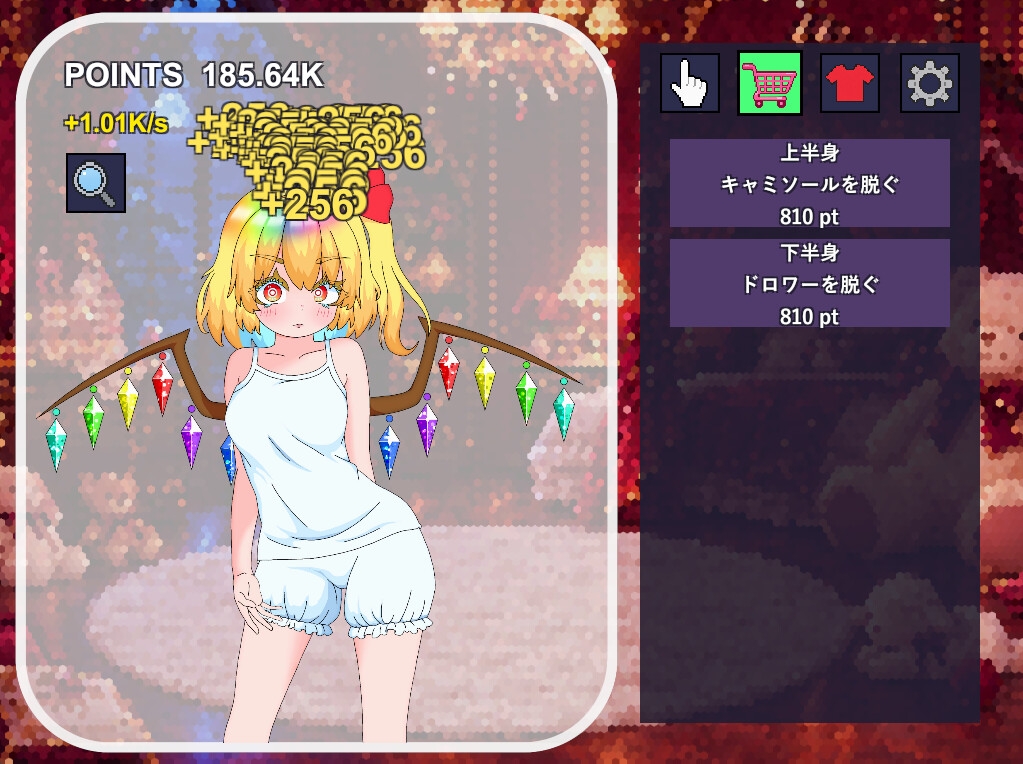 POINTS 185.64K
+1.01K/s
+256
上半身
キャミソールを脱ぐ
810 pt
下半身
ドロワーを脱ぐ
810 pt